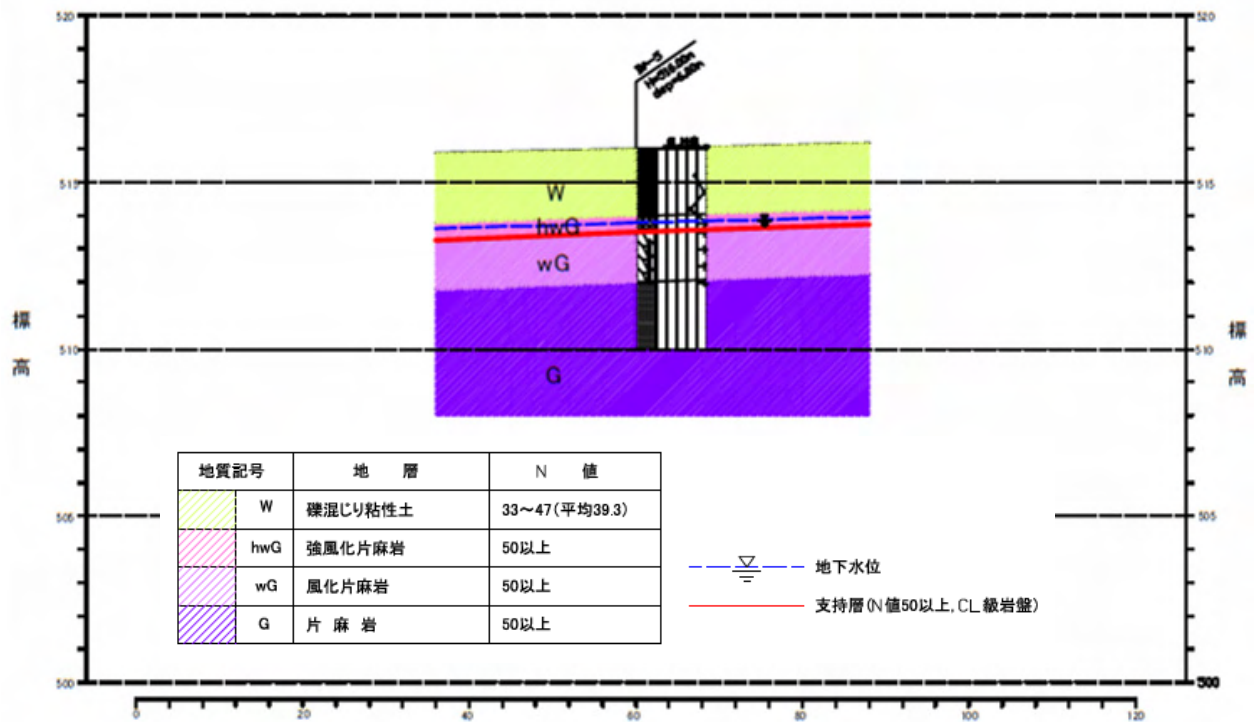 520
520
515
515
W
hwG
wG
標高
標高
510
510
G
地質記号 地 層 N 値
W 礫混じり粘性土 33~47(平均39.3)
hwG 強風化片麻岩 50以上
wG 風化片麻岩 50以上
G 片 麻 岩 50以上
505
505
地下水位
支持層(N値50以上,CL級岩盤)
500
500
0 20 40 60 80 100 120